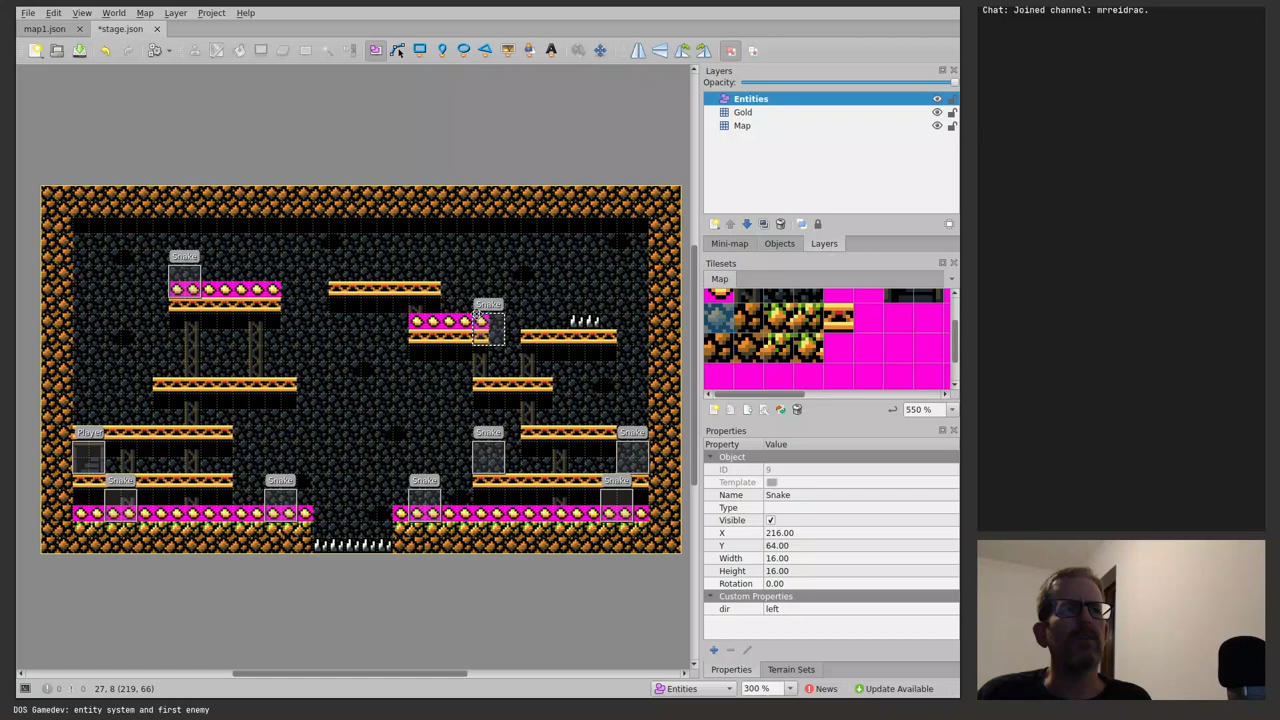 Chat: Joined channel: mrreidrac.
File Edit View World Map Layer Project Help
map1.json
*stage.json
Layers
Opacity:
Entities
Gold
Map
Mini-map
Objects
Layers
Tilesets
Map
550 %
Properties
Property Value
Object
ID 9
Template
Name Snake
Type
Visible
X 216.00
Y 64.00
Width 16.00
Height 16.00
Rotation 0.00
Custom Properties
dir left
Properties
Terrain Sets
Snake
Snake
Player
Snake
Snake
Snake
Snake
Snake
Snake
0 0 27, 8 (219, 66)
Entities
300 %
News
Update Available
DOS Gamedev: entity system and first enemy